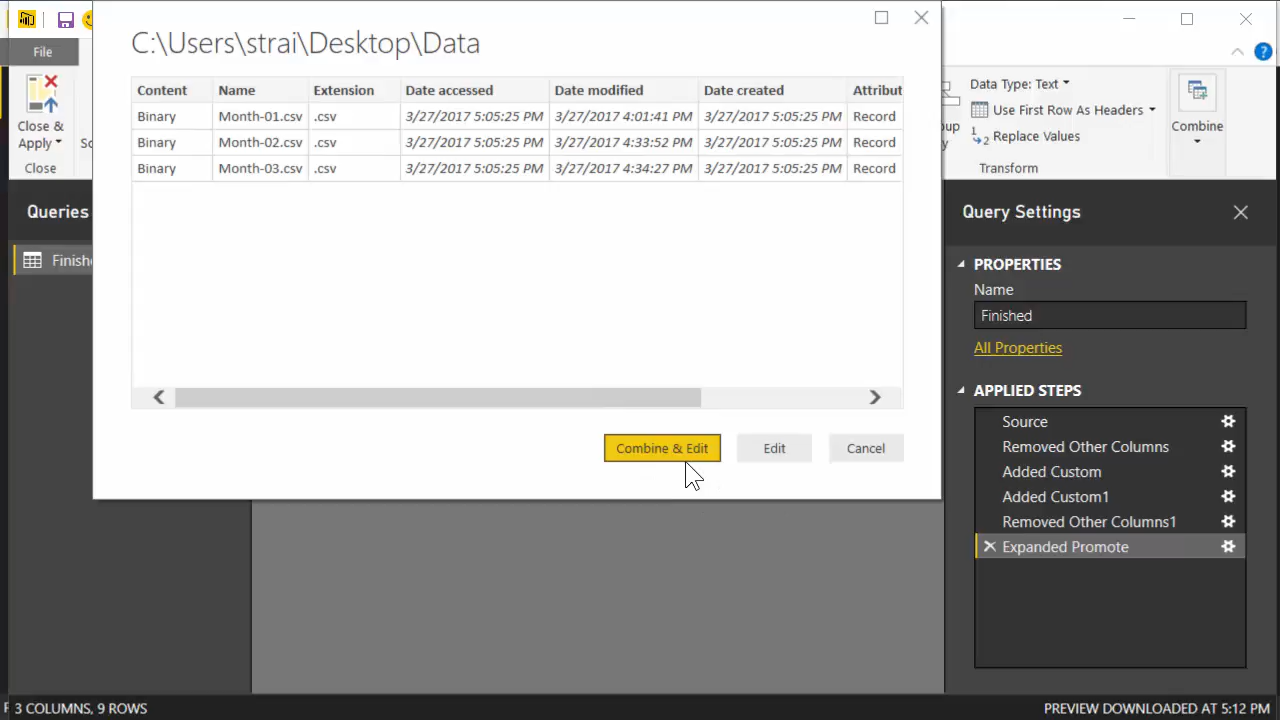 C:\Users\strai\Desktop\Data
File
Close &
Apply
Close
Data Type: Text
Use First Row As Headers
Replace Values
Transform
Combine
Content Name Extension Date accessed Date modified Date created Attribut
Binary Month-01.csv .csv 3/27/2017 5:05:25 PM 3/27/2017 4:01:41 PM 3/27/2017 5:05:25 PM Record
Binary Month-02.csv .csv 3/27/2017 5:05:25 PM 3/27/2017 4:33:52 PM 3/27/2017 5:05:25 PM Record
Binary Month-03.csv .csv 3/27/2017 5:05:25 PM 3/27/2017 4:34:27 PM 3/27/2017 5:05:25 PM Record
Combine & Edit Edit Cancel
Queries
Finishe
Query Settings
PROPERTIES
Name
Finished
All Properties
APPLIED STEPS
Source
Removed Other Columns
Added Custom
Added Custom1
Removed Other Columns1
Expanded Promote
3 COLUMNS, 9 ROWS
PREVIEW DOWNLOADED AT 5:12 PM